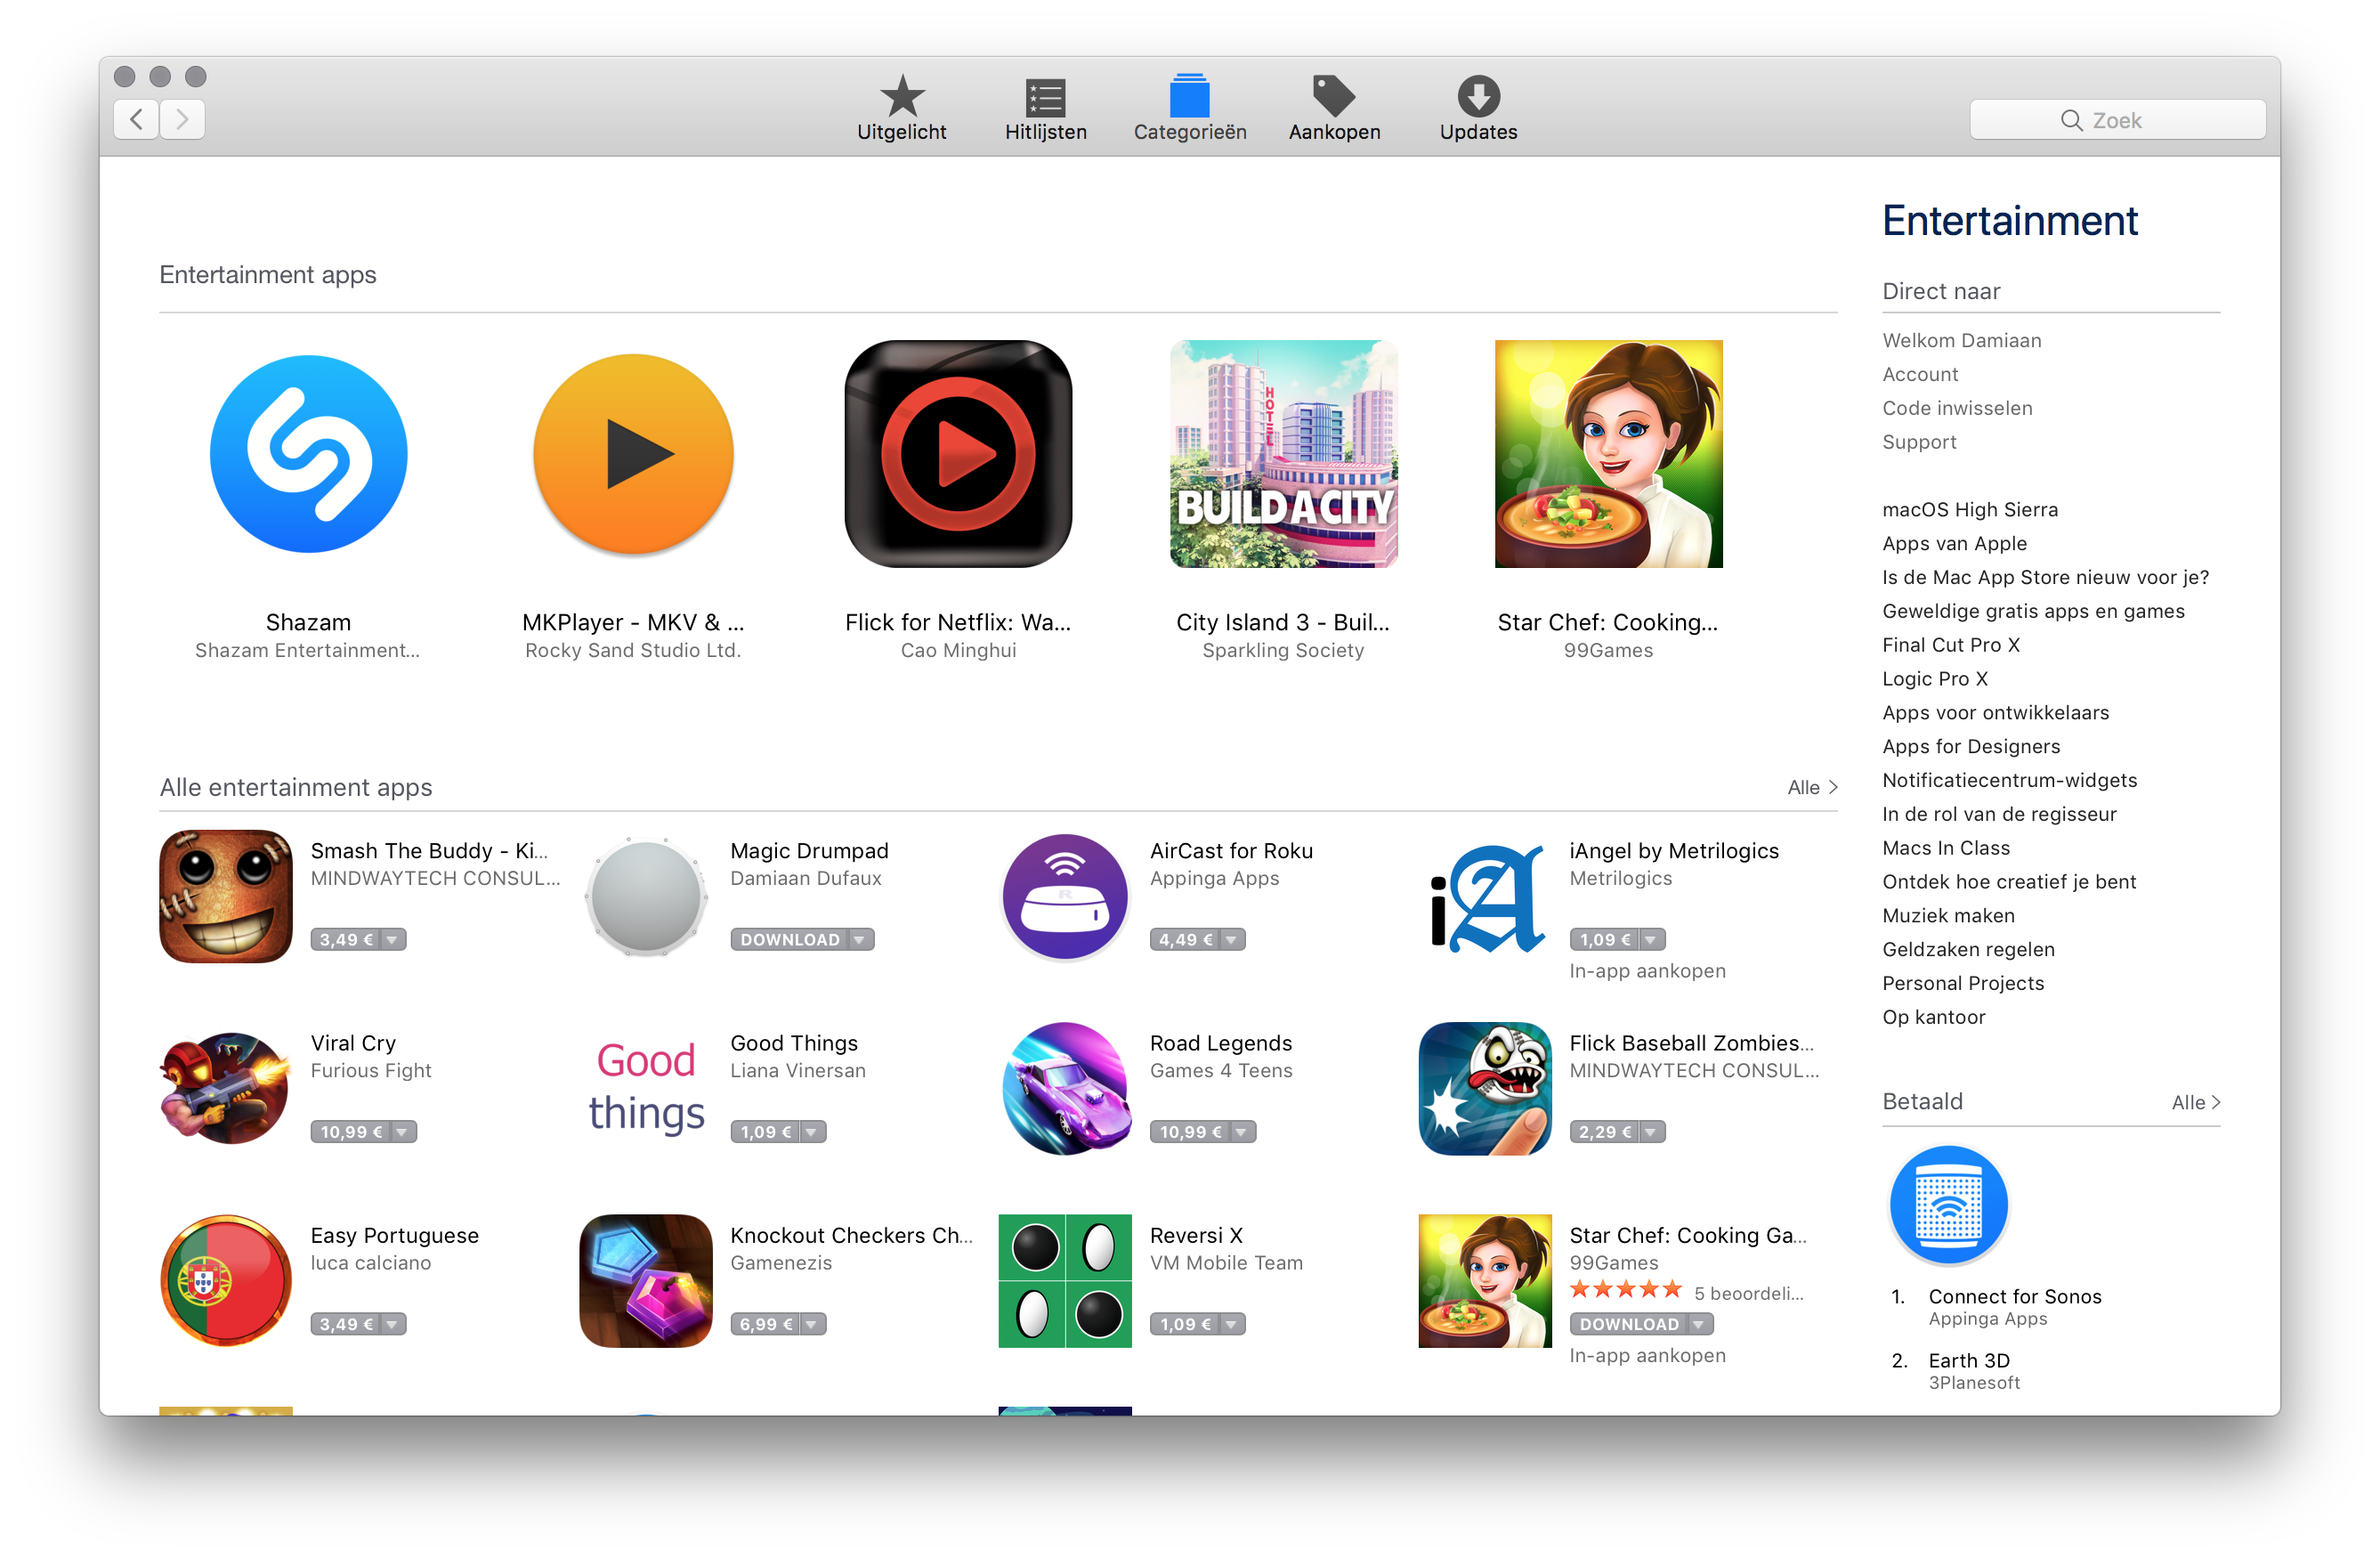 Uitgelicht
Hitlijsten
Categorieën
Aankopen
Updates
Zoek
Entertainment apps
HOTEL
BUILD A CITY
Shazam
Shazam Entertainment...
MKPlayer - MKV & ...
Rocky Sand Studio Ltd.
Flick for Netflix: Wa...
Cao Minghui
City Island 3 - Buil...
Sparkling Society
Star Chef: Cooking...
99Games
Alle entertainment apps
Alle >
Smash The Buddy - Ki...
MINDWAYTECH CONSUL...
3,49 €
Magic Drumpad
Damiaan Dufaux
DOWNLOAD
R
AirCast for Roku
Appinga Apps
4,49 €
iA
iAngel by Metrilogics
Metrilogics
1,09 €
In-app aankopen
Viral Cry
Furious Fight
10,99 €
Good
things
Good Things
Liana Vinersan
1,09 €
Road Legends
Games 4 Teens
10,99 €
Flick Baseball Zombies...
MINDWAYTECH CONSUL...
2,29 €
Easy Portuguese
luca calciano
3,49 €
Knockout Checkers Ch...
Gamenezis
6,99 €
Reversi X
VM Mobile Team
1,09 €
Star Chef: Cooking Ga...
99Games
5 beoordeli...
DOWNLOAD
In-app aankopen
Entertainment
Direct naar
Welkom Damiaan
Account
Code inwisselen
Support
macOS High Sierra
Apps van Apple
Is de Mac App Store nieuw voor je?
Geweldige gratis apps en games
Final Cut Pro X
Logic Pro X
Apps voor ontwikkelaars
Apps for Designers
Notificatiecentrum-widgets
In de rol van de regisseur
Macs In Class
Ontdek hoe creatief je bent
Muziek maken
Geldzaken regelen
Personal Projects
Op kantoor
Betaald
Alle >
1. Connect for Sonos
Appinga Apps
2. Earth 3D
3Planesoft